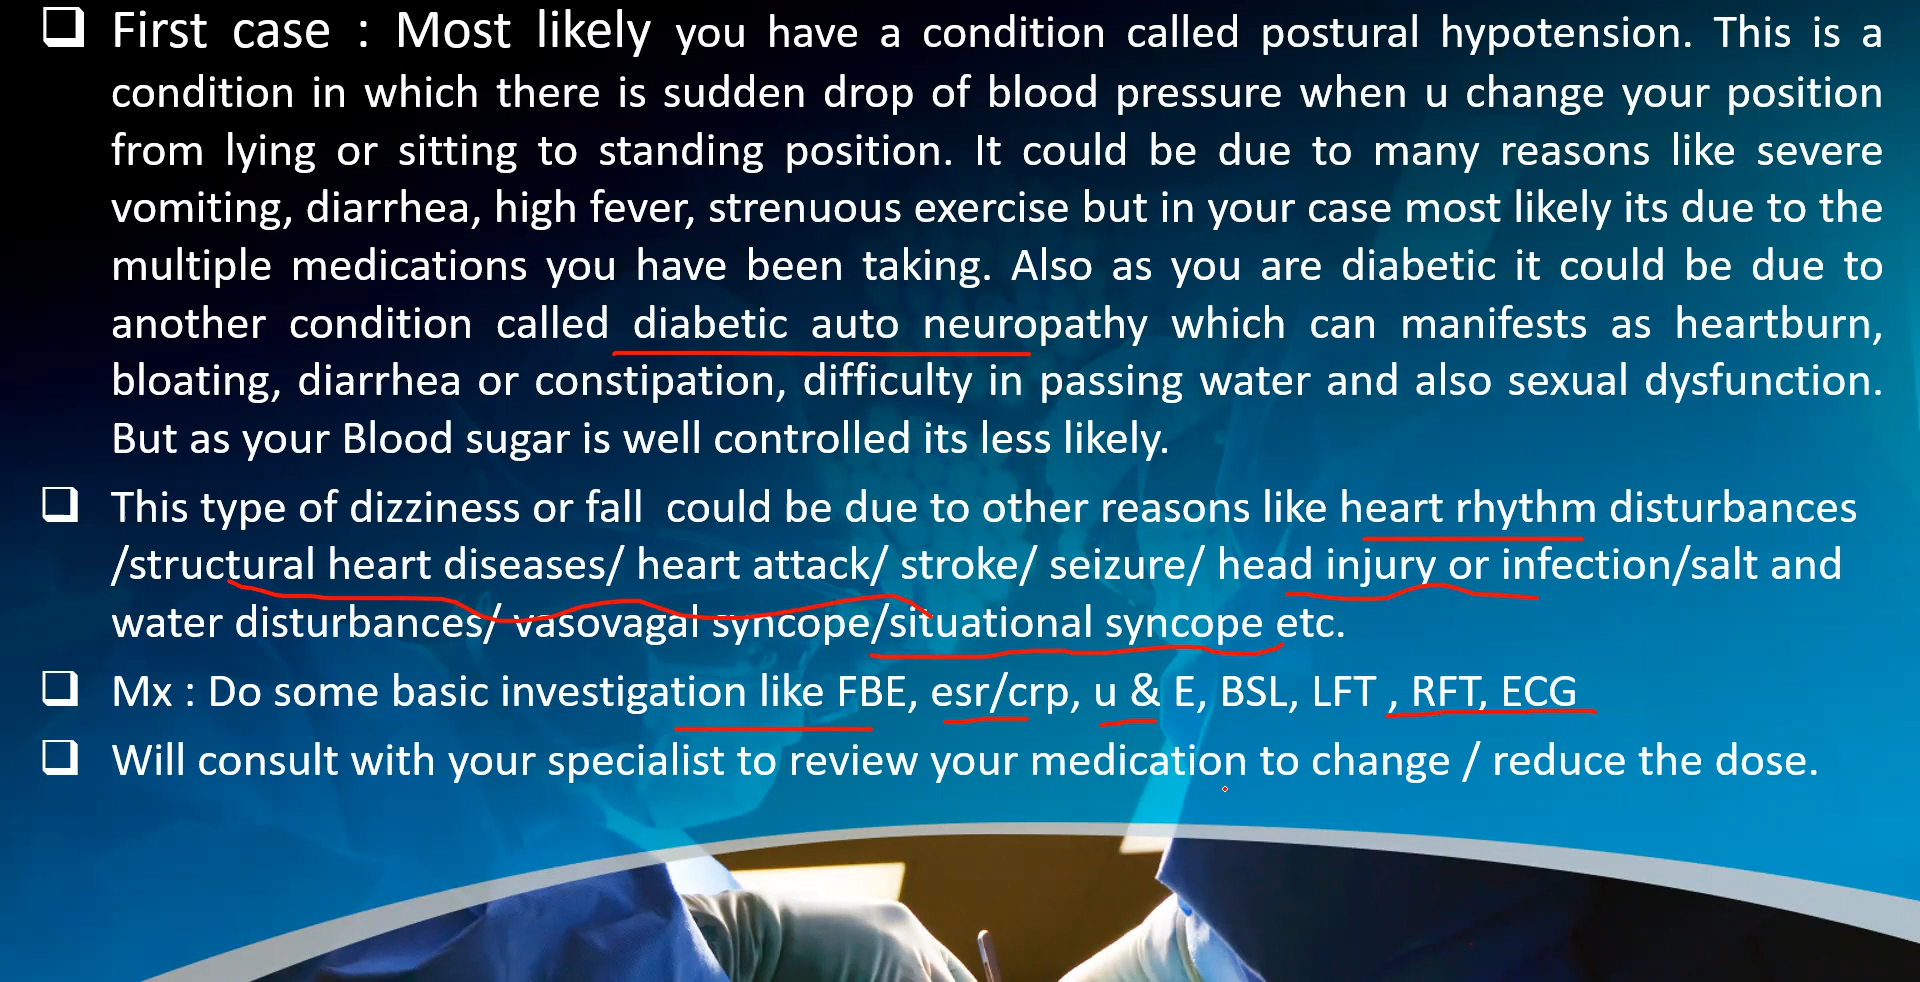 ❑ First case : Most likely you have a condition called postural hypotension. This is a
condition in which there is sudden drop of blood pressure when u change your position
from lying or sitting to standing position. It could be due to many reasons like severe
vomiting, diarrhea, high fever, strenuous exercise but in your case most likely its due to the
multiple medications you have been taking. Also as you are diabetic it could be due to
another condition called diabetic auto neuropathy which can manifests as heartburn,
bloating, diarrhea or constipation, difficulty in passing water and also sexual dysfunction.
But as your Blood sugar is well controlled its less likely.
❑ This type of dizziness or fall could be due to other reasons like heart rhythm disturbances
/structural heart diseases/ heart attack/ stroke/ seizure/ head injury or infection/salt and
water disturbances/ vasovagal syncope/situational syncope etc.
❑ Mx : Do some basic investigation like FBE, esr/crp, u & E, BSL, LFT , RFT, ECG
❑ Will consult with your specialist to review your medication to change / reduce the dose.